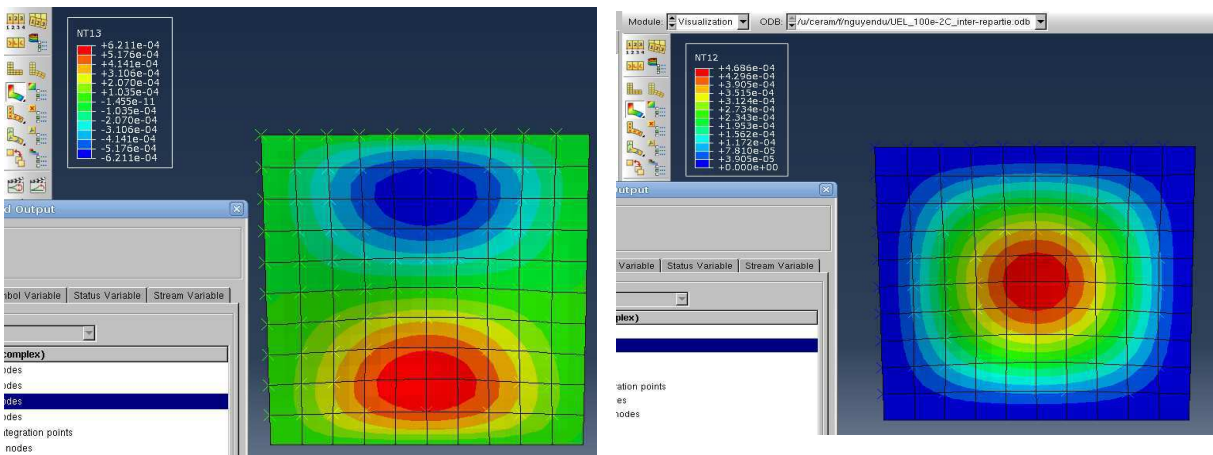 NT13
+6.211e-04
+5.176e-04
+4.141e-04
+3.106e-04
+2.070e-04
+1.035e-04
-1.455e-11
-1.035e-04
-2.070e-04
-3.106e-04
-4.141e-04
-5.176e-04
-6.211e-04
d Output
nbol Variable Status Variable Stream Variable
complex)
odes
odes
odes
odes
ntegration points
nodes
Module: Visualization ODB: /u/ceram/f/nguyendu/UEL_100e-2C_inter-repartie.odb
NT12
+4.686e-04
+4.296e-04
+3.905e-04
+3.515e-04
+3.124e-04
+2.734e-04
+2.343e-04
+1.953e-04
+1.562e-04
+1.172e-04
+7.810e-05
+3.905e-05
+0.000e+00
utput
Variable Status Variable Stream Variable
plex)
ration points
es
nodes